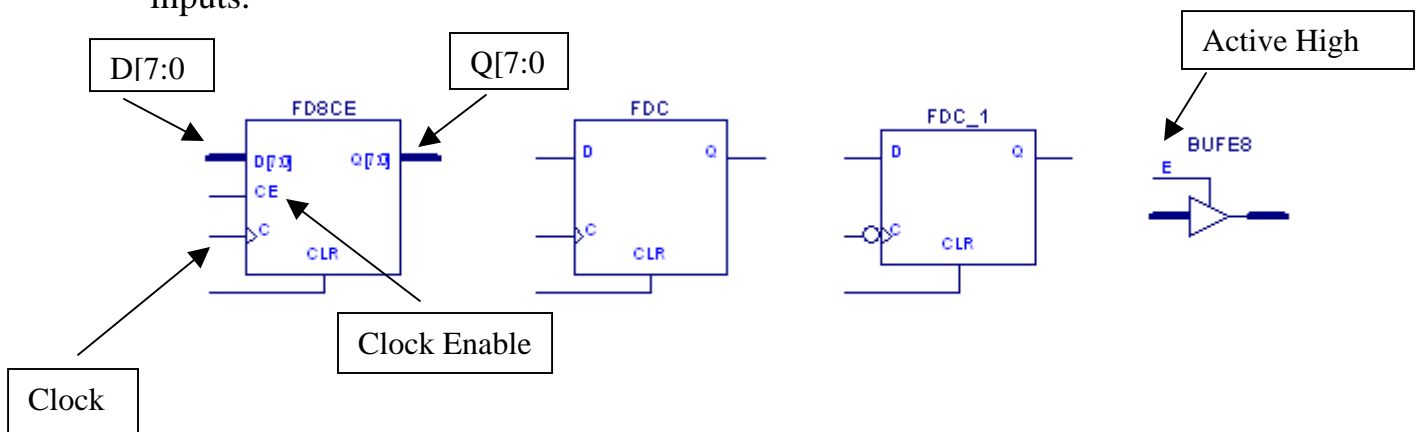 inputs.
D[7:0
Q[7:0
Active High
FD8CE
D[7:0]
Q[7:0]
CE
C
CLR
FDC
D
Q
C
CLR
FDC_1
D
Q
C
CLR
BUFE8
E
Clock Enable
Clock